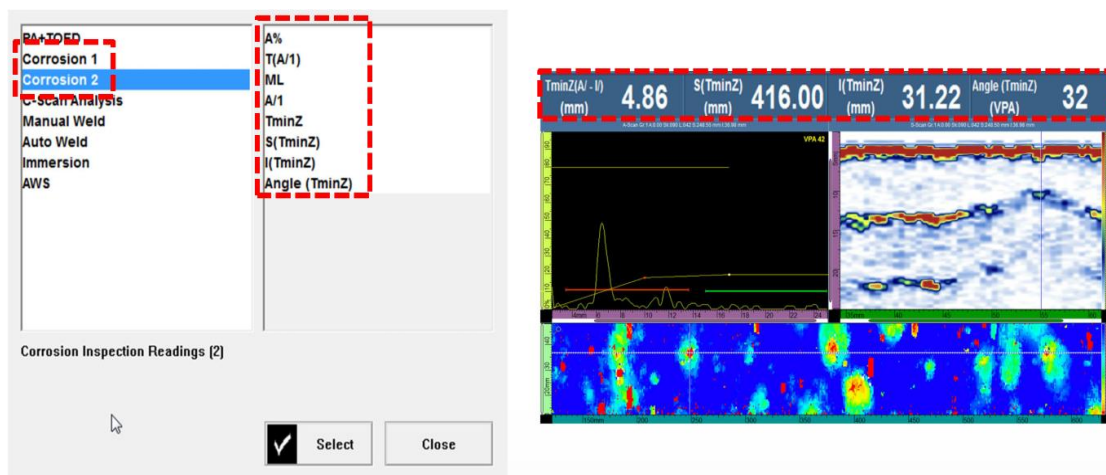 PA+TOFD
Corrosion 1
Corrosion 2
C-Scan Analysis
Manual Weld
Auto Weld
Immersion
AWS
A%
T(A/1)
ML
A/1
TminZ
S(TminZ)
I(TminZ)
Angle (TminZ)
Corrosion Inspection Readings (2)
Select
Close
TminZ(A/ - I/)
(mm)
4.86
S(TminZ)
(mm)
416.00
I(TminZ)
(mm)
31.22
Angle (TminZ)
(VPA)
32
VPA 42